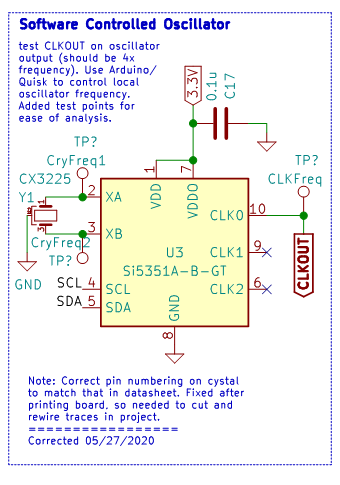 Software Controlled Oscillator
test CLKOUT on oscillator
output (should be 4x
frequency). Use Arduino/
Quisk to control local
oscillator frequency.
Added test points for
ease of analysis.
3.3V
0.1u
C17
TP?
CryFreq1
CX3225
Y1
1
3
CryFreq2
TP?
GND
SCL
SDA
2
3
4
5
1
7
XA
XB
SCL
SDA
VDD
VDDO
U3
Si5351A-B-GT
GND
8
CLK0
CLK1
CLK2
10
9
6
TP?
CLKFreq
CLKOUT
Note: Correct pin numbering on cystal
to match that in datasheet. Fixed after
printing board, so needed to cut and
rewire traces in project.
=================
Corrected 05/27/2020